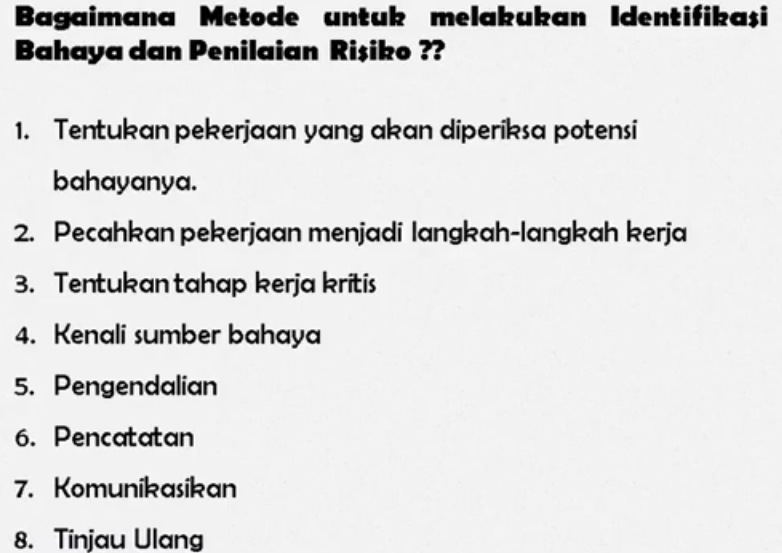 Bagaimana Metode untuk melakukan Identifikasi
Bahaya dan Penilaian Risiko ??
1. Tentukan pekerjaan yang akan diperiksa potensi
bahayanya.
2. Pecahkan pekerjaan menjadi langkah-langkah kerja
3. Tentukan tahap kerja kritis
4. Kenali sumber bahaya
5. Pengendalian
6. Pencatatan
7. Komunikasikan
8. Tinjau Ulang